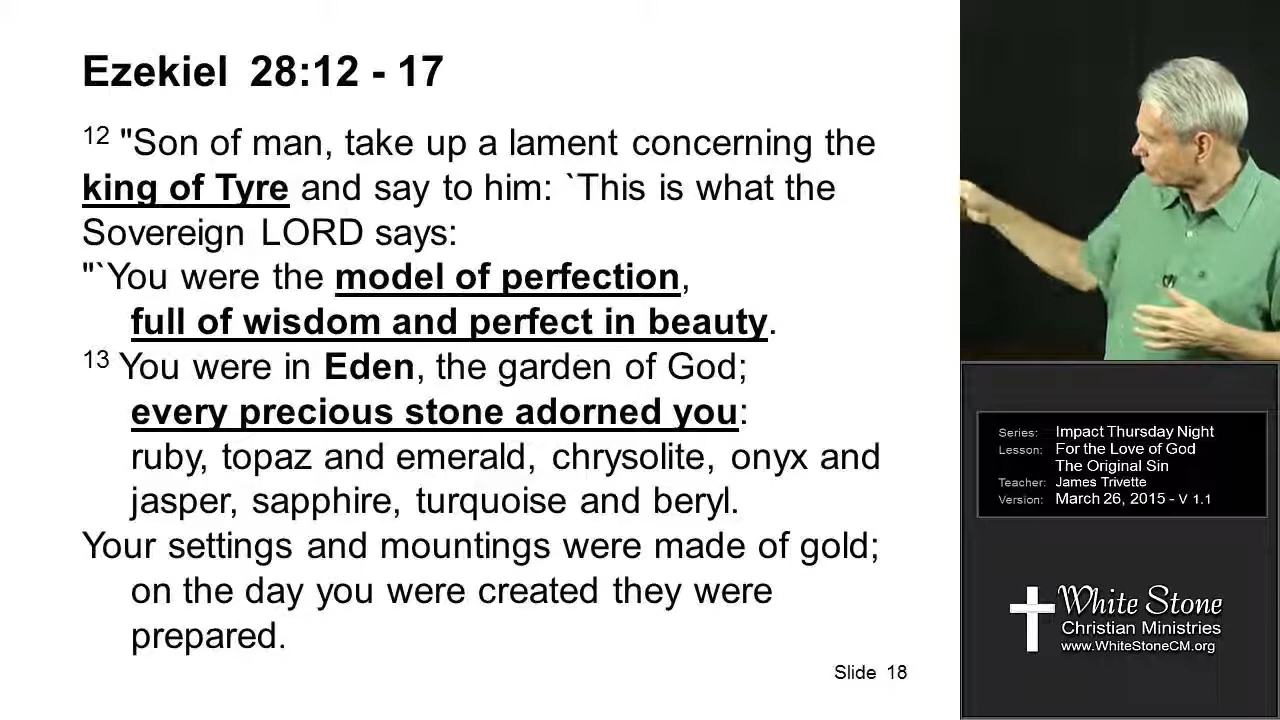 Ezekiel 28:12 - 17
12 "Son of man, take up a lament concerning the
king of Tyre and say to him: `This is what the
Sovereign LORD says:
"`You were the model of perfection,
full of wisdom and perfect in beauty.
13 You were in Eden, the garden of God;
every precious stone adorned you:
ruby, topaz and emerald, chrysolite, onyx and
jasper, sapphire, turquoise and beryl.
Your settings and mountings were made of gold;
on the day you were created they were
prepared.
Slide 18
Series: Impact Thursday Night
Lesson: For the Love of God
The Original Sin
Teacher: James Trivette
Version: March 26, 2015 - V 1.1
White Stone
Christian Ministries
www.WhiteStoneCM.org